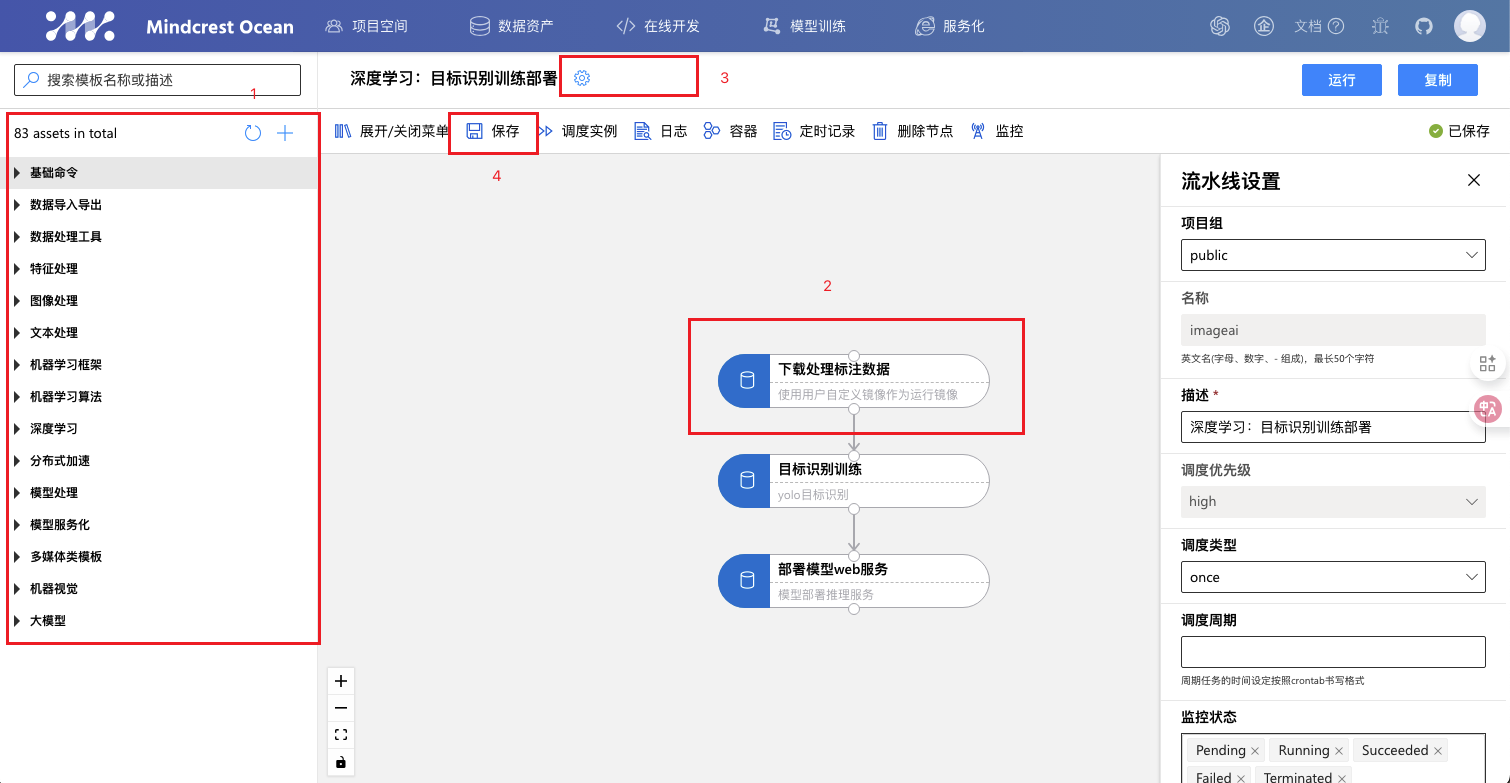 Mindcrest Ocean
项目空间
数据资产
在线开发
模型训练
服务化
文档
搜索模板名称或描述
1
深度学习：目标识别训练部署
3
运行
复制
83 assets in total
展开/关闭菜单
保存
调度实例
日志
容器
定时记录
删除节点
监控
已保存
4
基础命令
数据导入导出
数据处理工具
特征处理
图像处理
文本处理
机器学习框架
机器学习算法
深度学习
分布式加速
模型处理
模型服务化
多媒体类模板
机器视觉
大模型
2
下载处理标注数据
使用用户自定义镜像作为运行镜像
目标识别训练
yolo目标识别
部署模型web服务
模型部署推理服务
流水线设置
项目组
public
名称
imageai
英文名(字母、数字、- 组成)，最长50个字符
描述 *
深度学习：目标识别训练部署
调度优先级
high
调度类型
once
调度周期
周期任务的时间设定按照crontab书写格式
监控状态
Pending
Running
Succeeded
Failed
Terminated